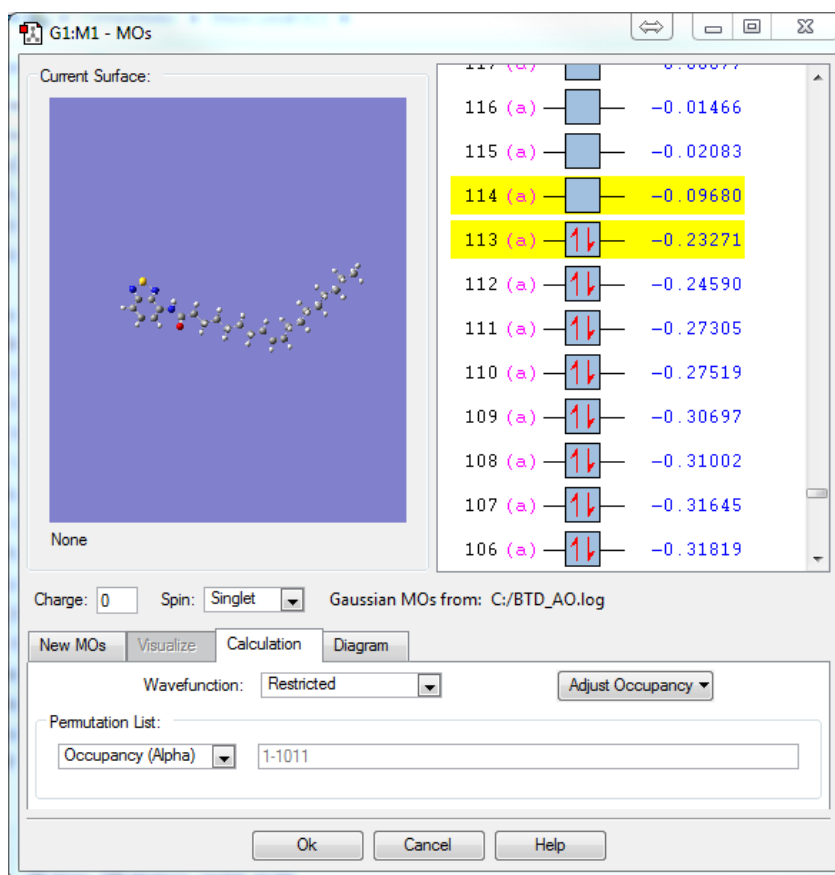 G1:M1 - MOs
Current Surface:
116 (a) -0.01466
115 (a) -0.02083
114 (a) -0.09680
113 (a) -0.23271
112 (a) -0.24590
111 (a) -0.27305
110 (a) -0.27519
109 (a) -0.30697
108 (a) -0.31002
107 (a) -0.31645
106 (a) -0.31819
None
Charge: 0 Spin: Singlet Gaussian MOs from: C:/BTD_AO.log
New MOs Visualize Calculation Diagram
Wavefunction: Restricted Adjust Occupancy
Permutation List:
Occupancy (Alpha) 1-1011
Ok Cancel Help